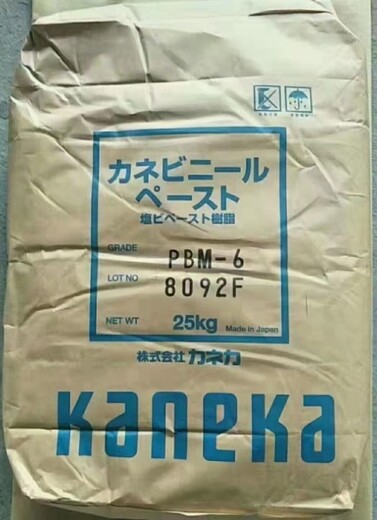 カネビニール
ペースト
塩ビペースト樹脂
GRADE PBM-6
LOT NO 8092F
NET WT 25kg Made in Japan
株式会社 カネカ
Kaneka